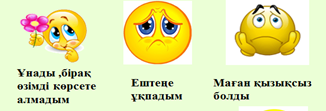 Ұнады ,бірақ
өзімді көрсете
алмадым
Ештеңе
ұқпадым
Маған қызықсыз
болды